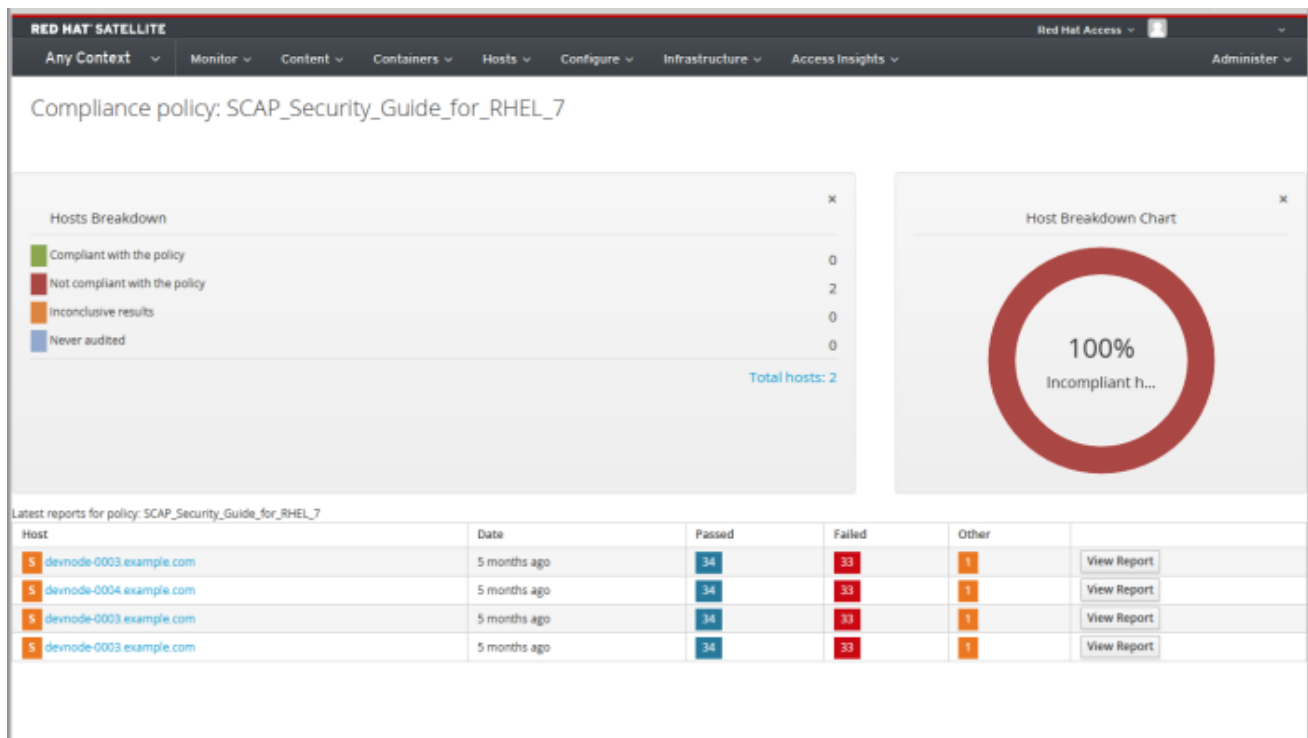 RED HAT SATELLITE
Red Hat Access
Any Context Monitor Content Containers Hosts Configure Infrastructure Access Insights Administer
Compliance policy: SCAP_Security_Guide_for_RHEL_7
Hosts Breakdown
Compliant with the policy 0
Not compliant with the policy 2
Inconclusive results 0
Never audited 0
Total hosts: 2
Host Breakdown Chart
100%
Incompliant h...
Latest reports for policy: SCAP_Security_Guide_for_RHEL_7
Host Date Passed Failed Other
S devnode-0003.example.com 5 months ago 34 33 1 View Report
S devnode-0004.example.com 5 months ago 34 33 1 View Report
S devnode-0003.example.com 5 months ago 34 33 1 View Report
S devnode-0003.example.com 5 months ago 34 33 1 View Report